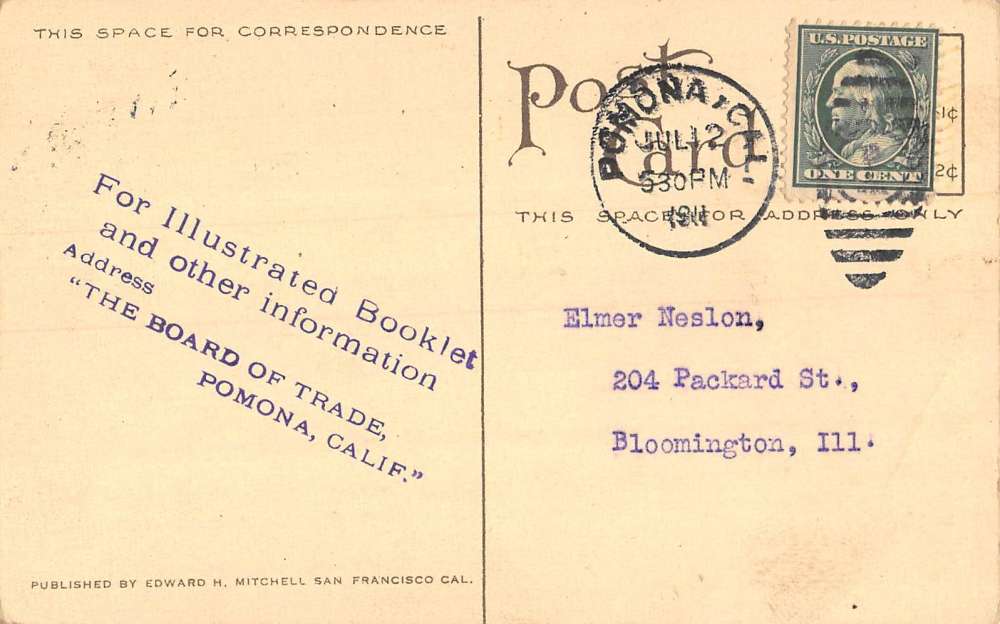 THIS SPACE FOR CORRESPONDENCE
For Illustrated Booklet
and other information
Address
"THE BOARD OF TRADE,
POMONA, CALIF."
PUBLISHED BY EDWARD H. MITCHELL SAN FRANCISCO CAL.
Post
Card
THIS SPACE FOR ADDRESS ONLY
POMONA, CAL.
JUL 12
530PM
1911
U.S. POSTAGE
ONE CENT
1¢
2¢
Elmer Neslon,
204 Packard St.,
Bloomington, Ill.